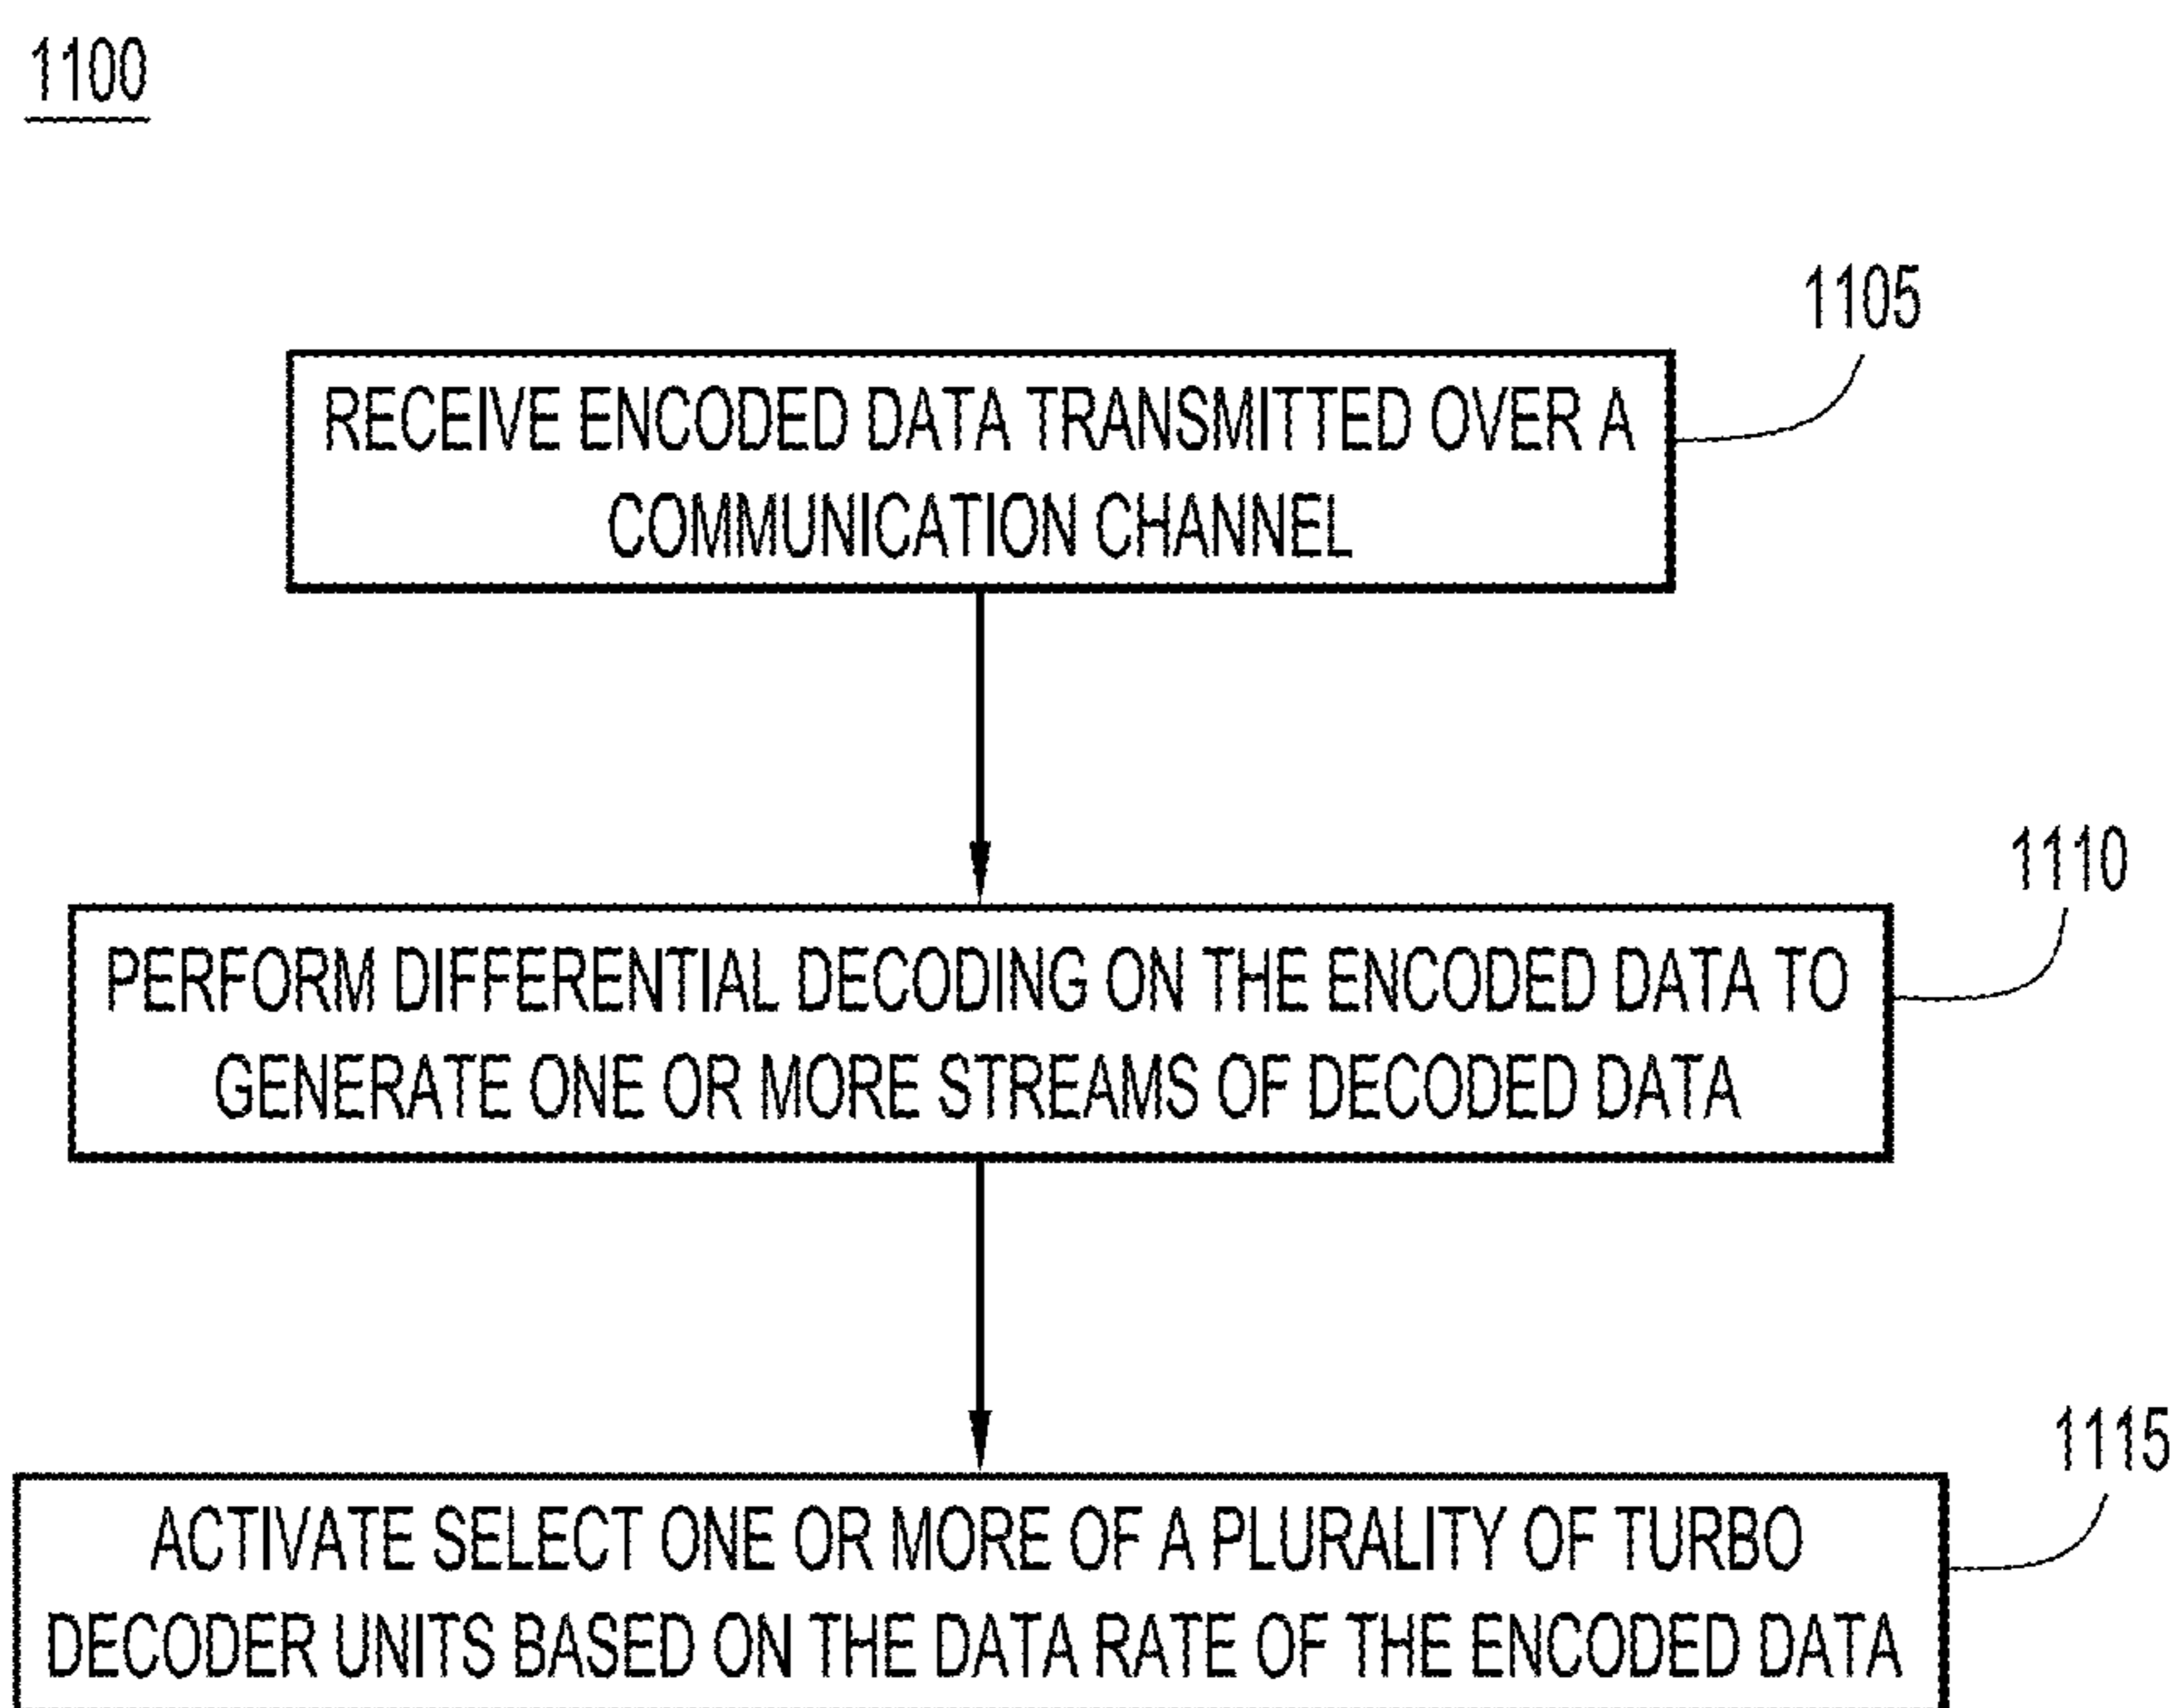 1100
1105
RECEIVE ENCODED DATA TRANSMITTED OVER A
COMMUNICATION CHANNEL
1110
PERFORM DIFFERENTIAL DECODING ON THE ENCODED DATA TO
GENERATE ONE OR MORE STREAMS OF DECODED DATA
1115
ACTIVATE SELECT ONE OR MORE OF A PLURALITY OF TURBO
DECODER UNITS BASED ON THE DATA RATE OF THE ENCODED DATA